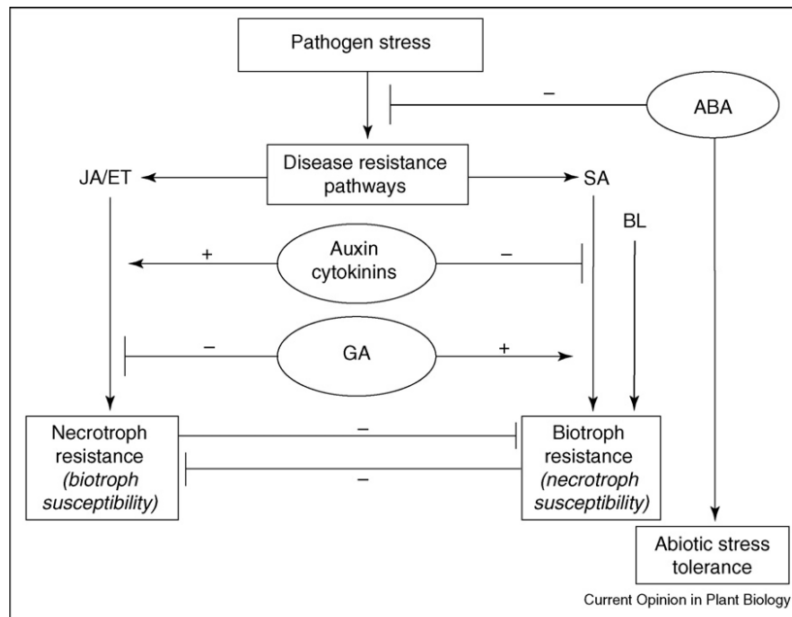 Pathogen stress
–
ABA
JA/ET
Disease resistance
pathways
SA
BL
+
Auxin
cytokinins
–
–
GA
+
Necrotroph
resistance
(biotroph
susceptibility)
–
–
Biotroph
resistance
(necrotroph
susceptibility)
Abiotic stress
tolerance
Current Opinion in Plant Biology